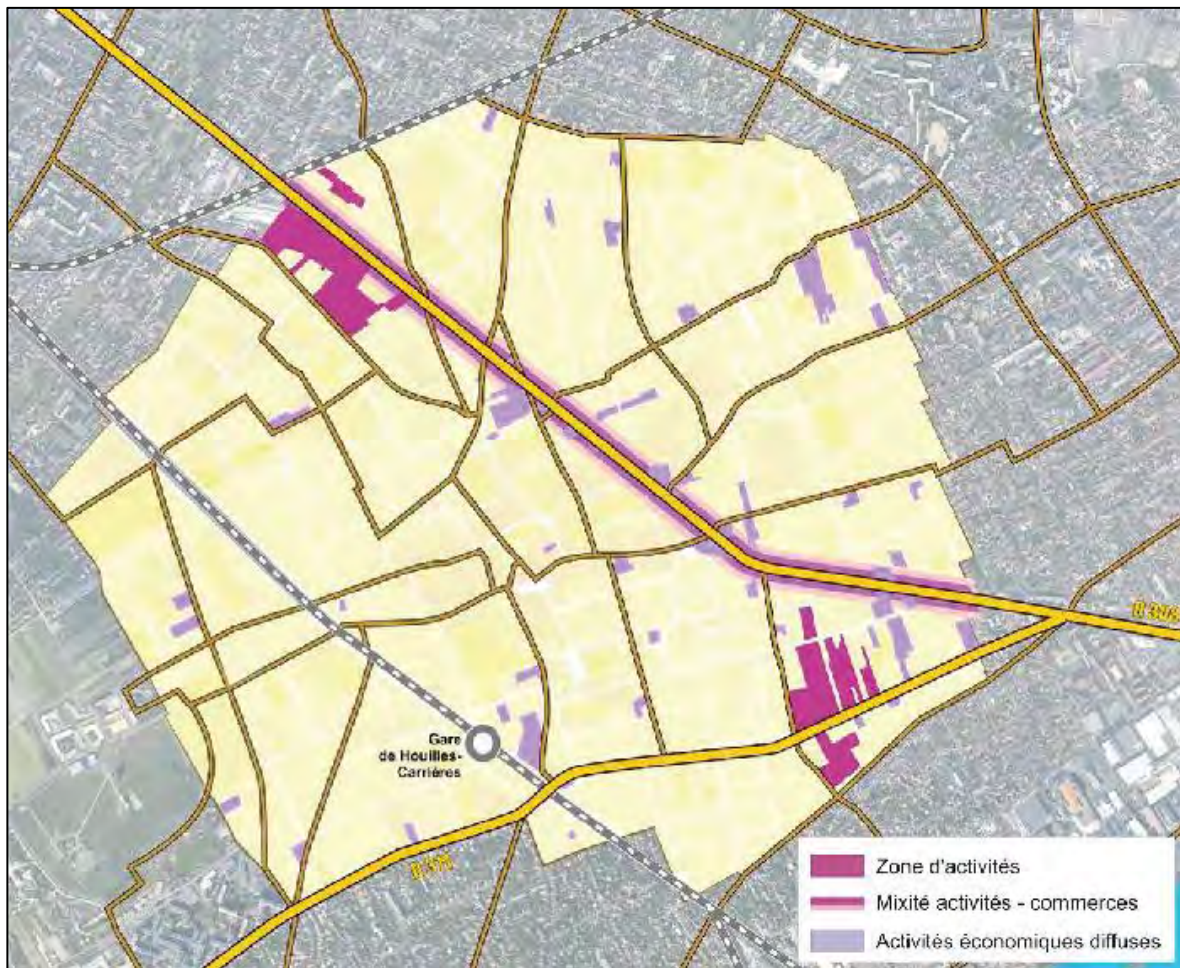 Gare
de Houilles-
Carrières
Zone d'activités
Mixité activités - commerces
Activités économiques diffuses